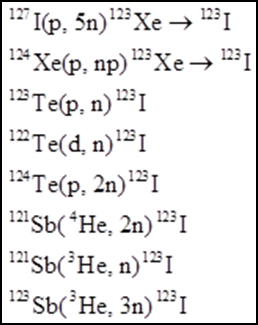 ¹²⁷I(p, 5n)¹²³Xe → ¹²³I
¹²⁴Xe(p, np)¹²³Xe → ¹²³I
¹²³Te(p, n)¹²³I
¹²²Te(d, n)¹²³I
¹²⁴Te(p, 2n)¹²³I
¹²¹Sb(⁴He, 2n)¹²³I
¹²¹Sb(³He, n)¹²³I
¹²³Sb(³He, 3n)¹²³I